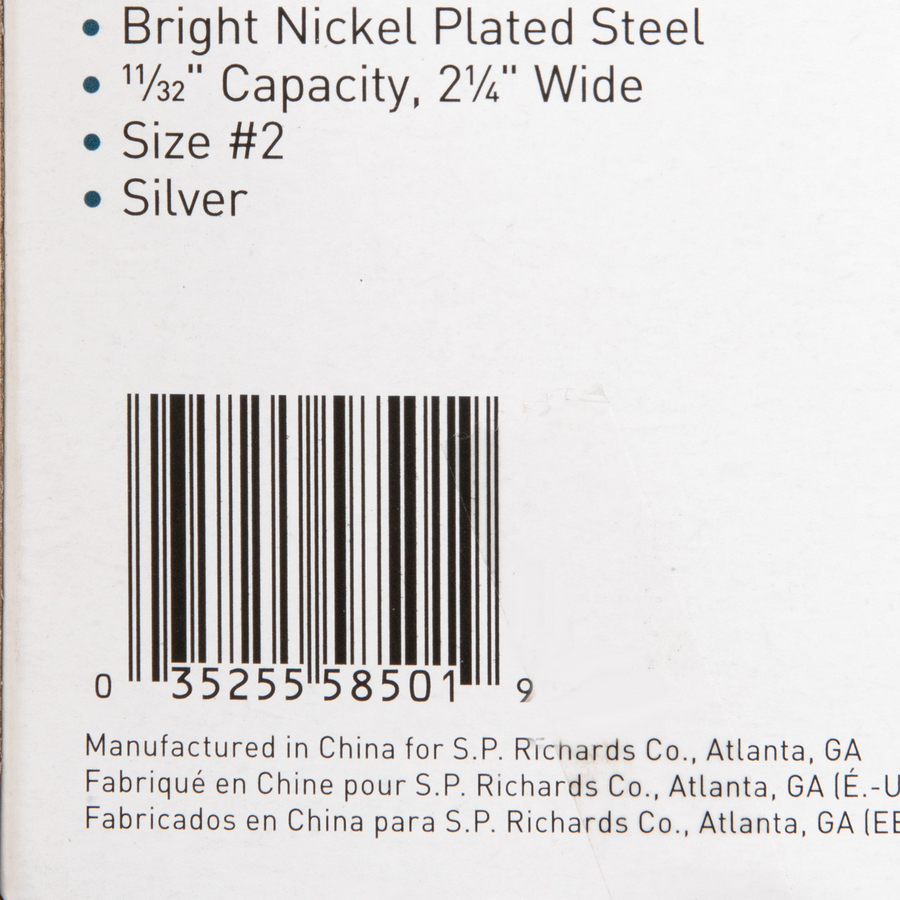 • Bright Nickel Plated Steel
• 11/32" Capacity, 2¼" Wide
• Size #2
• Silver
0 35255 58501 9
Manufactured in China for S.P. Richards Co., Atlanta, GA
Fabriqué en Chine pour S.P. Richards Co., Atlanta, GA (É.-U
Fabricados en China para S.P. Richards Co., Atlanta, GA (EE